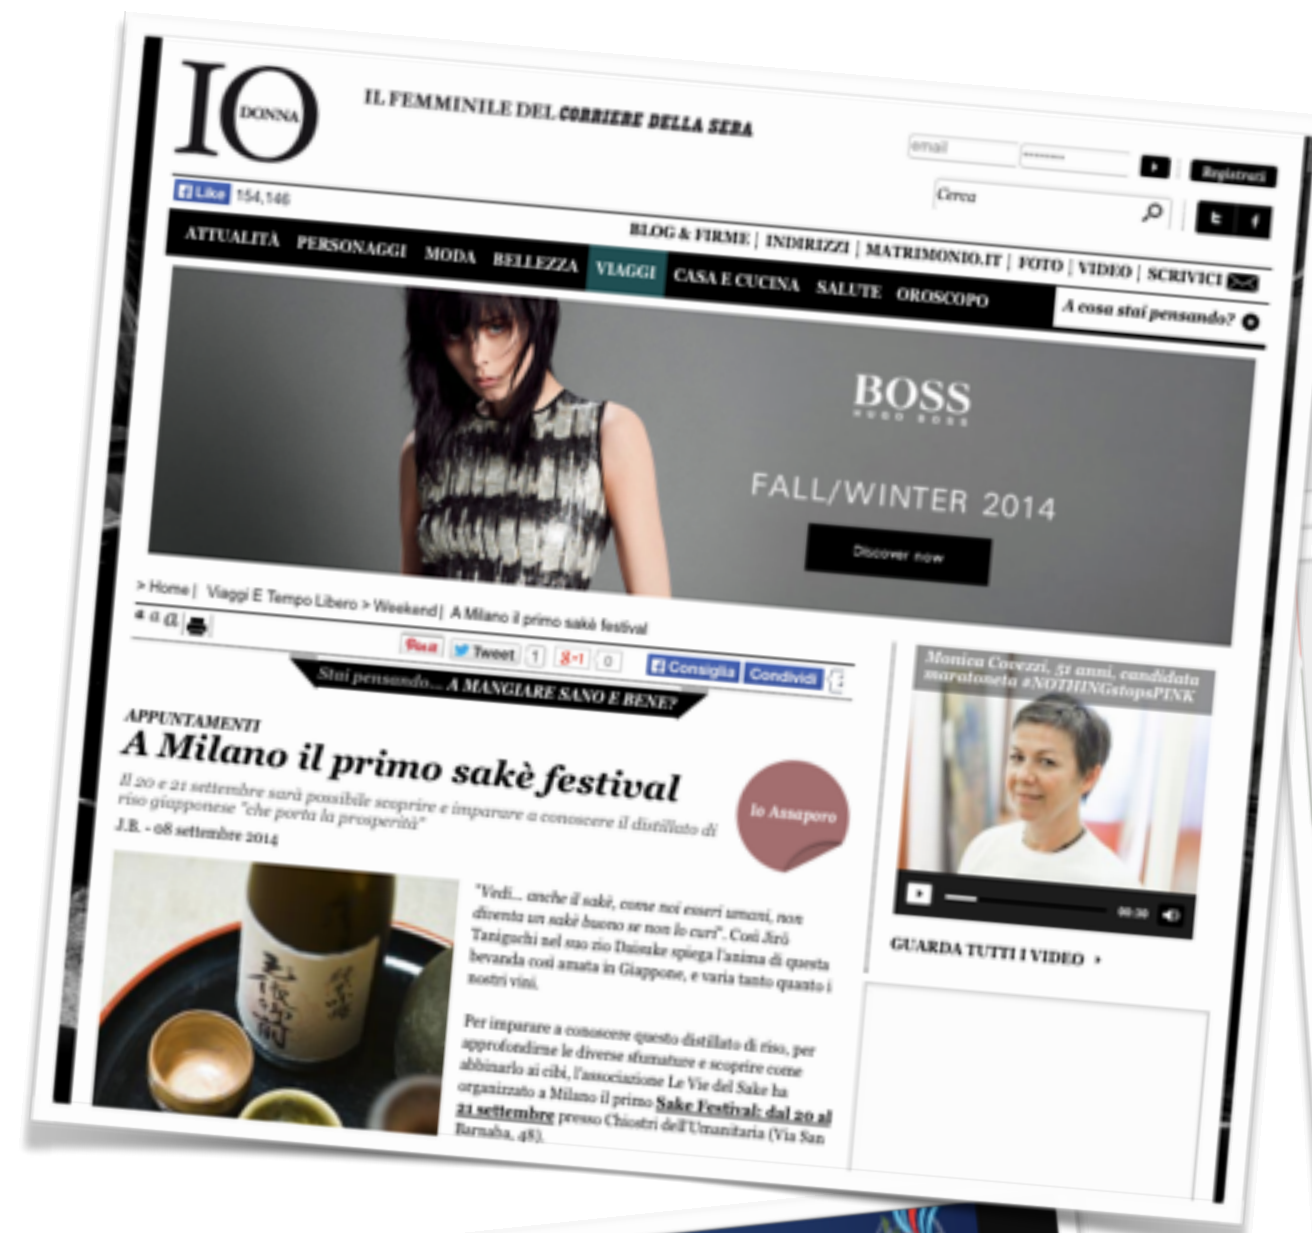 IO
DONNA
IL FEMMINILE DEL CORRIERE DELLA SERA
email
Registrati
Cerca
Like 154,146
BLOG & FIRME | INDIRIZZI | MATRIMONIO.IT | FOTO | VIDEO | SCRIVICI
ATTUALITÀ PERSONAGGI MODA BELLEZZA VIAGGI CASA E CUCINA SALUTE OROSCOPO
A cosa stai pensando?
BOSS
HUGO BOSS
FALL/WINTER 2014
Discover now
> Home | Viaggi E Tempo Libero > Weekend | A Milano il primo sakè festival
a a a
Pin it Tweet 1 g+1 0 Consiglia Condividi
Stai pensando... A MANGIARE SANO E BENE?
APPUNTAMENTI
A Milano il primo sakè festival
Il 20 e 21 settembre sarà possibile scoprire e imparare a conoscere il distillato di
riso giapponese "che porta la prosperità"
J.B. - 08 settembre 2014
Io Assaporo
"Vedi... anche il sakè, come noi esseri umani, non
diventa un sakè buono se non lo curi". Così Jirō
Taniguchi nel suo zio Daisuke spiega l'anima di questa
bevanda così amata in Giappone, e varia tanto quanto i
nostri vini.
Per imparare a conoscere questo distillato di riso, per
approfondirne le diverse sfumature e scoprire come
abbinarlo ai cibi, l'associazione Le Vie del Sake ha
organizzato a Milano il primo Sake Festival: dal 20 al
21 settembre presso Chiostri dell'Umanitaria (Via San
Barnaba, 48).
Monica Covezzi, 51 anni, candidata
maratoneta #NOTHINGstopsPINK
00:30
GUARDA TUTTI I VIDEO